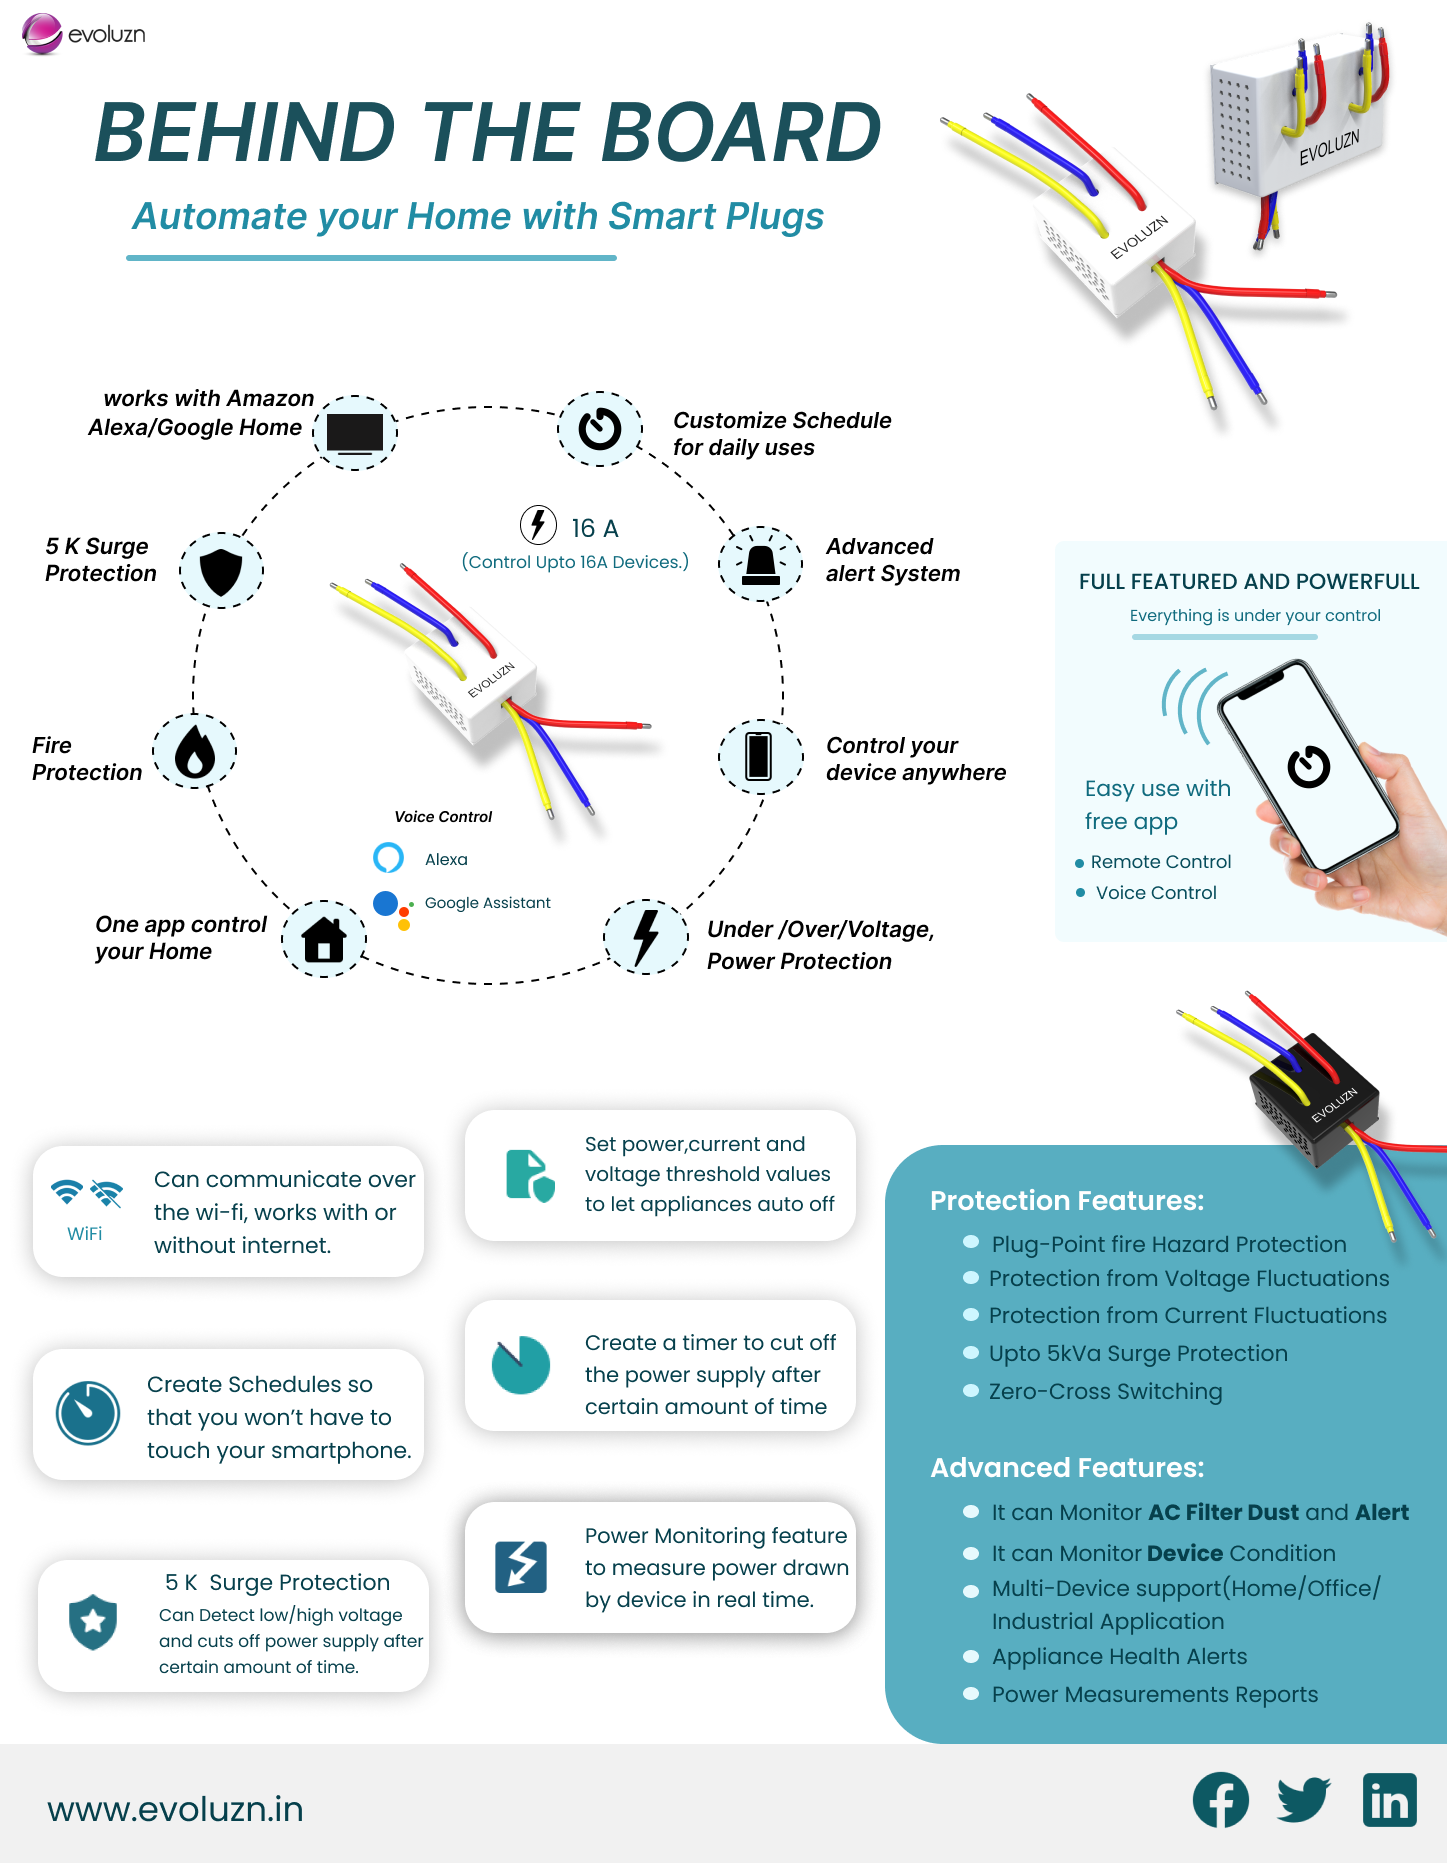 evoluzn
BEHIND THE BOARD
Automate your Home with Smart Plugs
EVOLUZN
EVOLUZN
works with Amazon
Alexa/Google Home
Customize Schedule
for daily uses
16 A
(Control Upto 16A Devices.)
5 K Surge
Protection
Advanced
alert System
EVOLUZN
Fire
Protection
Control your
device anywhere
Voice Control
Alexa
Google Assistant
One app control
your Home
Under /Over/Voltage,
Power Protection
FULL FEATURED AND POWERFULL
Everything is under your control
Easy use with
free app
Remote Control
Voice Control
EVOLUZN
WiFi
Can communicate over
the wi-fi, works with or
without internet.
Set power,current and
voltage threshold values
to let appliances auto off
Create Schedules so
that you won't have to
touch your smartphone.
Create a timer to cut off
the power supply after
certain amount of time
5 K Surge Protection
Can Detect low/high voltage
and cuts off power supply after
certain amount of time.
Power Monitoring feature
to measure power drawn
by device in real time.
Protection Features:
Plug-Point fire Hazard Protection
Protection from Voltage Fluctuations
Protection from Current Fluctuations
Upto 5kVa Surge Protection
Zero-Cross Switching
Advanced Features:
It can Monitor AC Filter Dust and Alert
It can Monitor Device Condition
Multi-Device support(Home/Office/
Industrial Application
Appliance Health Alerts
Power Measurements Reports
www.evoluzn.in